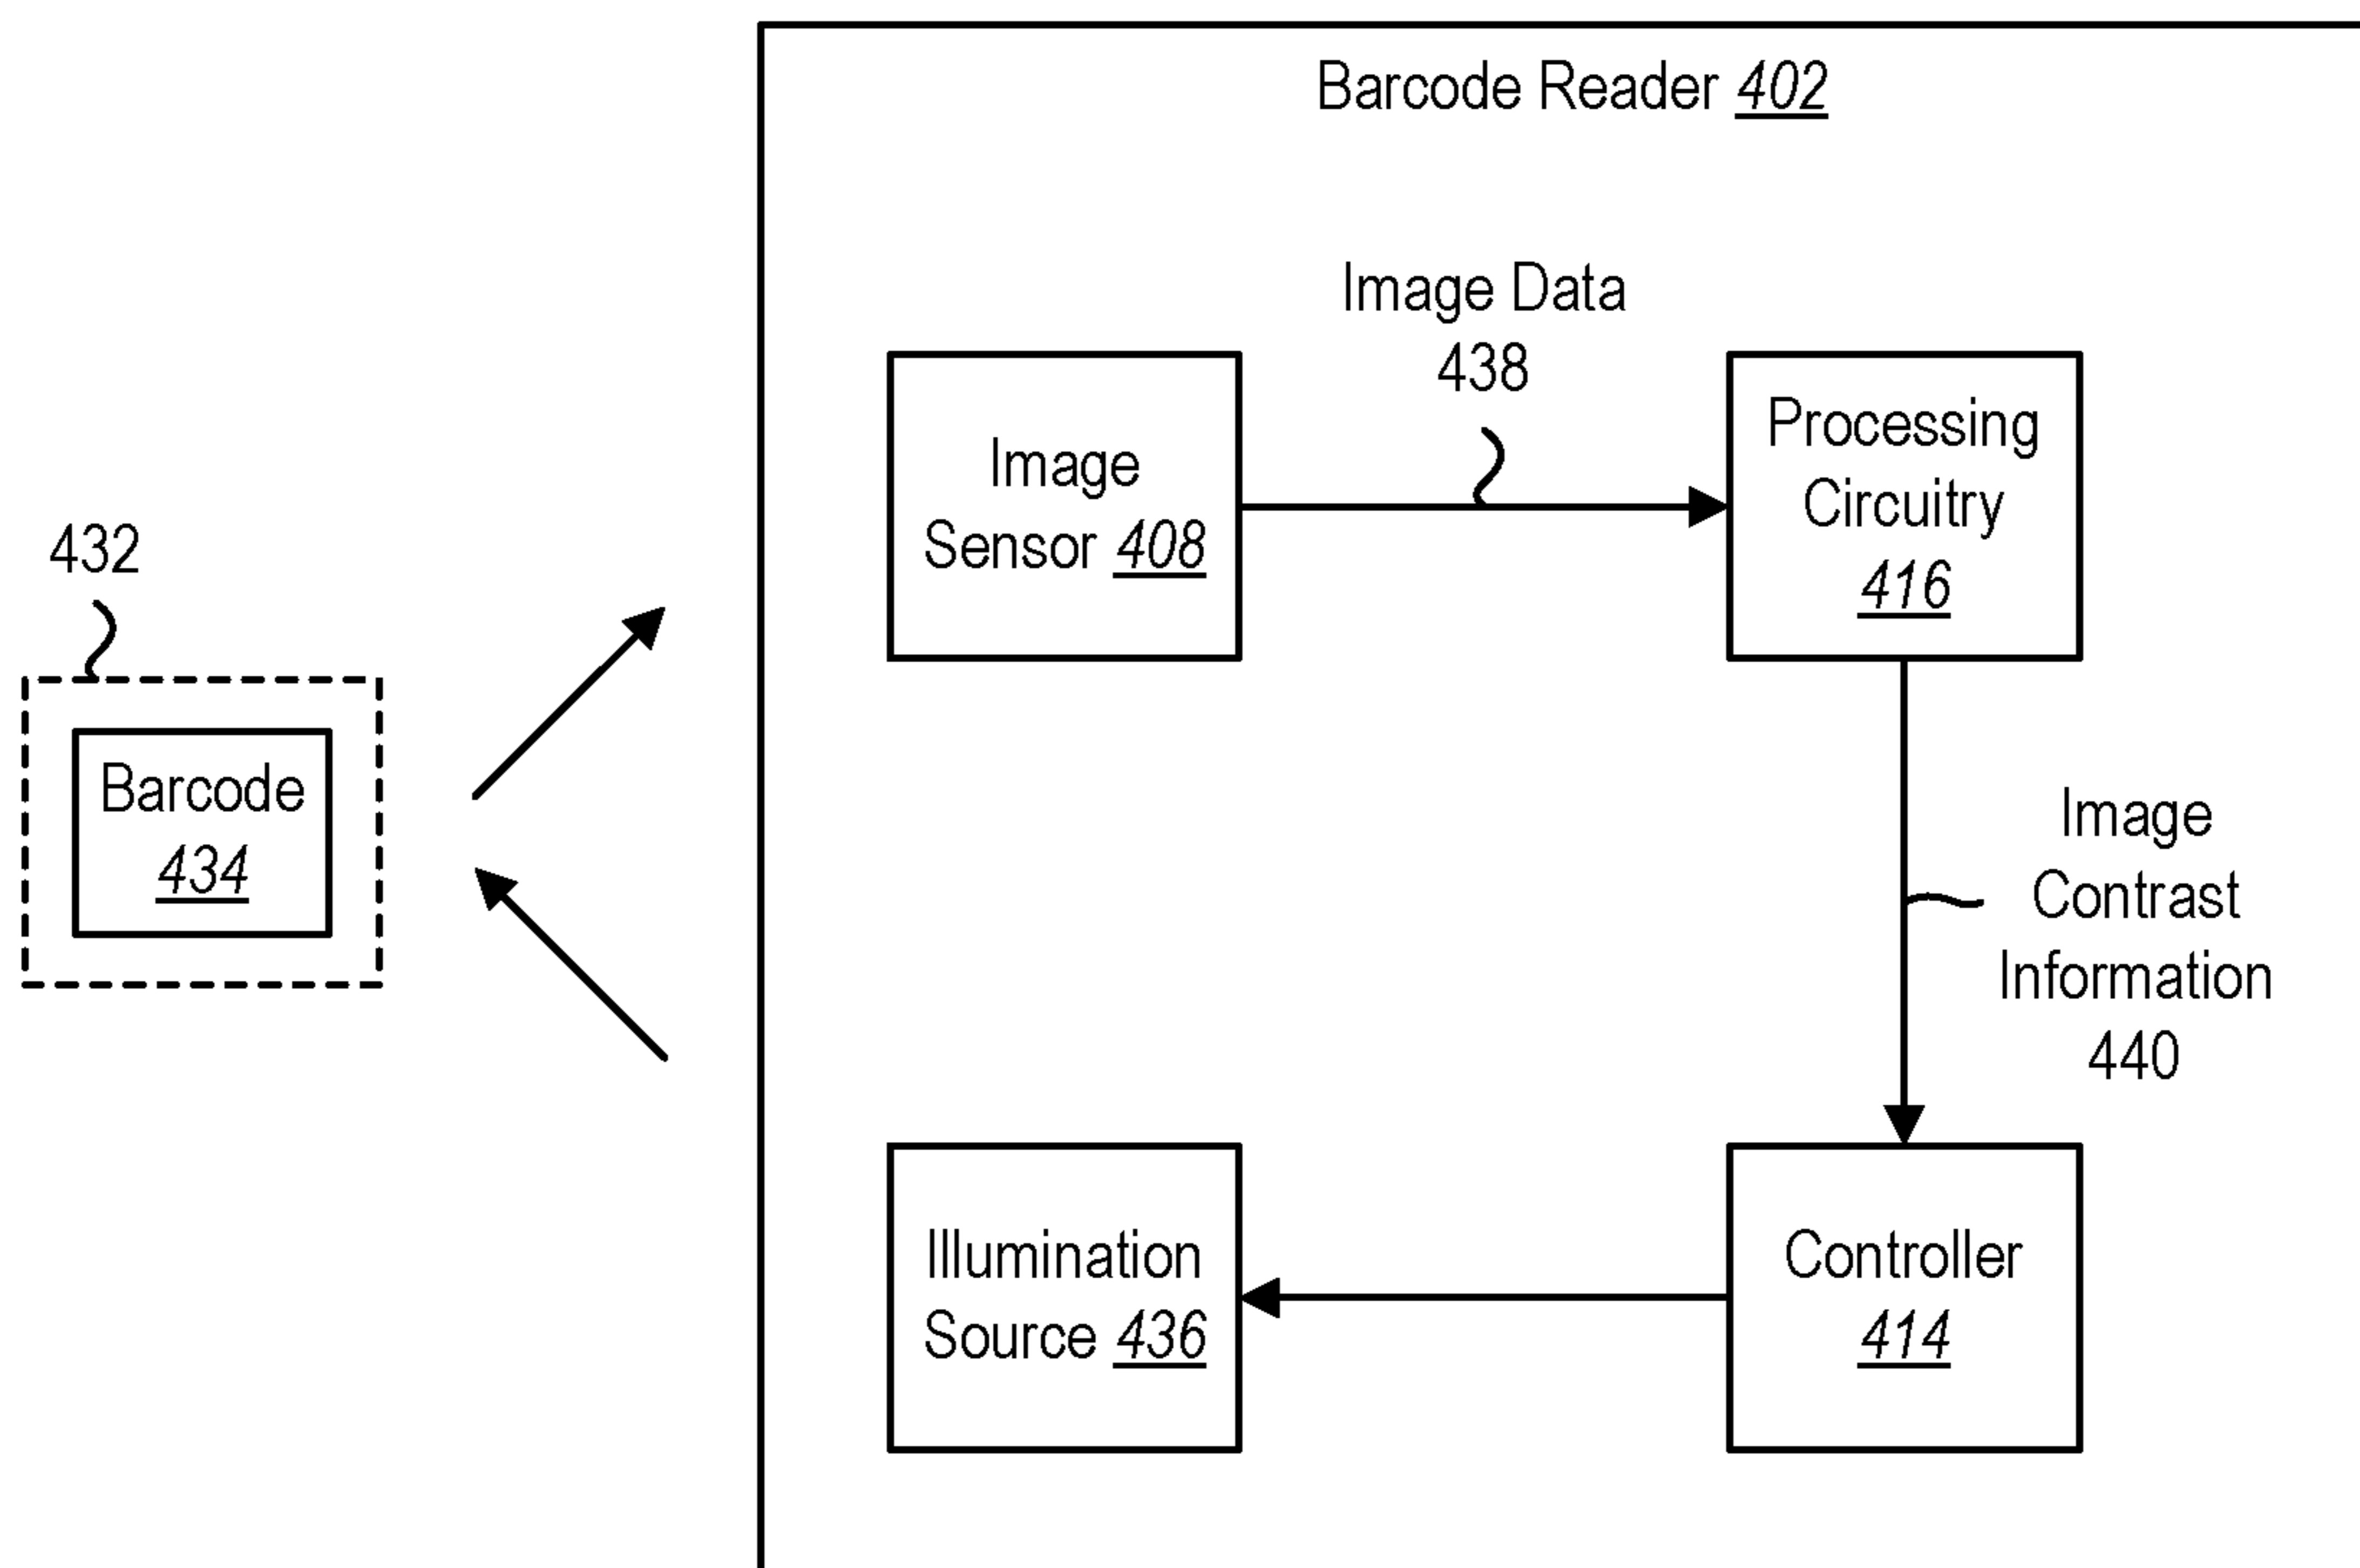 Barcode Reader 402
Image Data
438
Image
Sensor 408
Processing
Circuitry
416
432
Barcode
434
Image
Contrast
Information
440
Illumination
Source 436
Controller
414